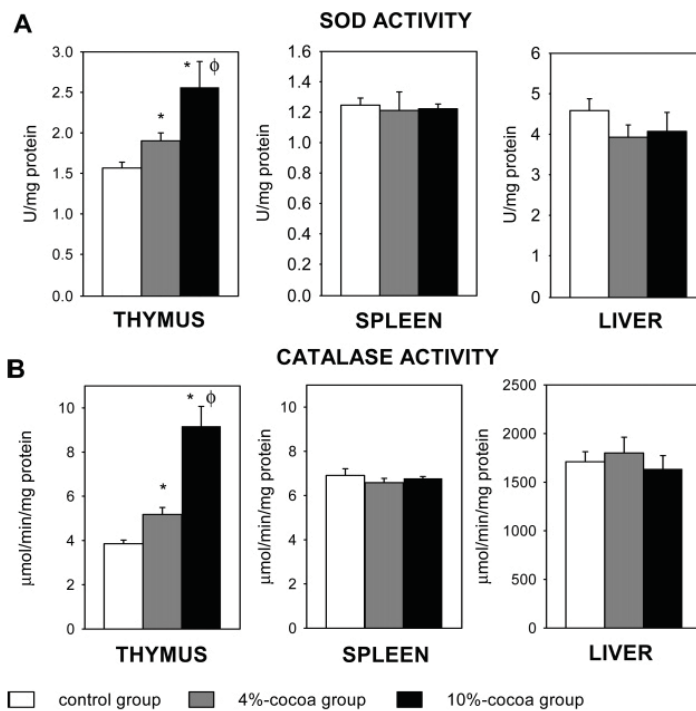 A
SOD ACTIVITY
3.0
2.5
2.0
1.5
1.0
0.5
0.0
U/mg protein
*
* ϕ
THYMUS
1.6
1.4
1.2
1.0
0.8
0.6
0.4
0.2
0.0
U/mg protein
SPLEEN
6
5
4
3
2
1
0
U/mg protein
LIVER
B
CATALASE ACTIVITY
10
8
6
4
2
0
µmol/min/mg protein
*
* ϕ
THYMUS
10
8
6
4
2
0
µmol/min/mg protein
SPLEEN
2500
2000
1500
1000
500
0
µmol/min/mg protein
LIVER
control group 4%-cocoa group 10%-cocoa group